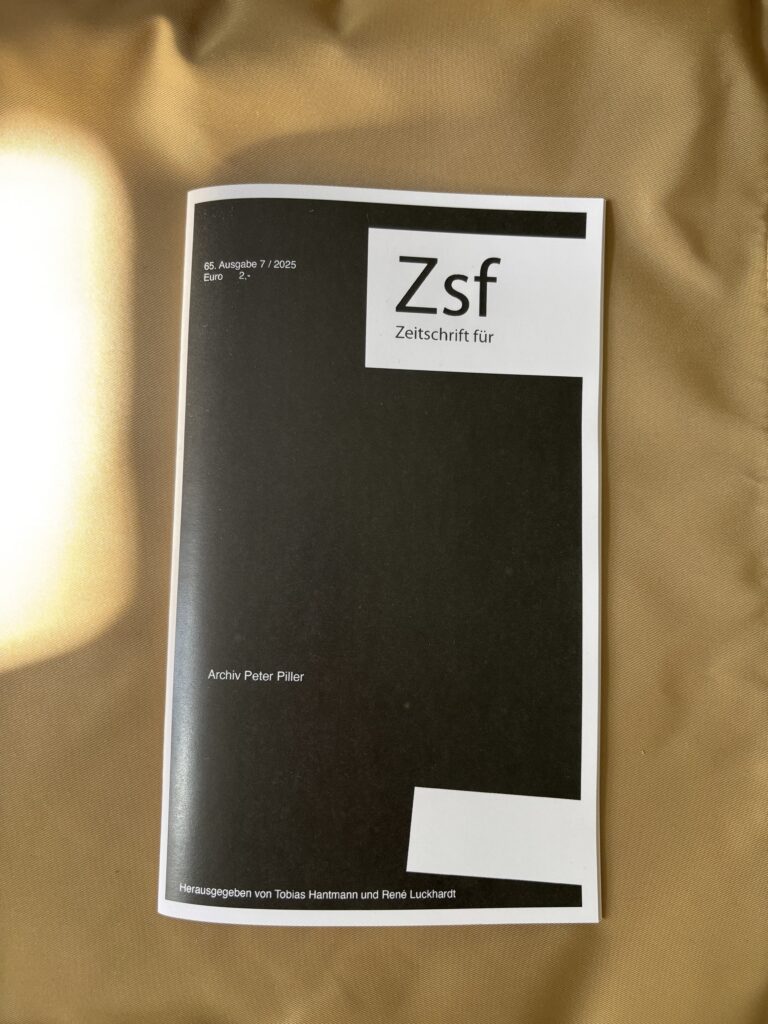 65. Ausgabe 7 / 2025
Euro 2,-
Zsf
Zeitschrift für
Archiv Peter Piller
Herausgegeben von Tobias Hantmann und René Luckhardt